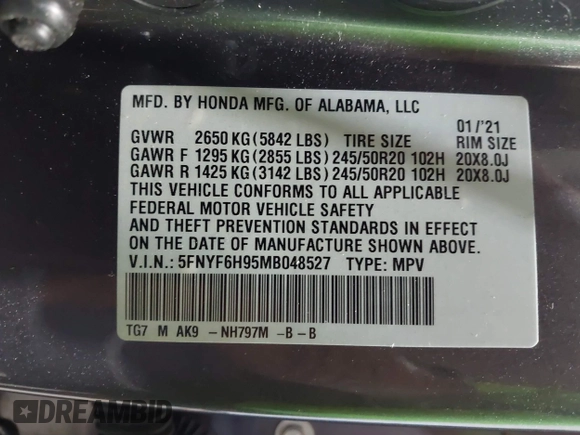 MFD. BY HONDA MFG. OF ALABAMA, LLC
01/'21
GVWR 2650 KG (5842 LBS) TIRE SIZE RIM SIZE
GAWR F 1295 KG (2855 LBS) 245/50R20 102H 20X8.0J
GAWR R 1425 KG (3142 LBS) 245/50R20 102H 20X8.0J
THIS VEHICLE CONFORMS TO ALL APPLICABLE
FEDERAL MOTOR VEHICLE SAFETY
AND THEFT PREVENTION STANDARDS IN EFFECT
ON THE DATE OF MANUFACTURE SHOWN ABOVE.
V.I.N.: 5FNYF6H95MB048527 TYPE: MPV
TG7 M AK9 -NH797M -B-B
DREAMBID